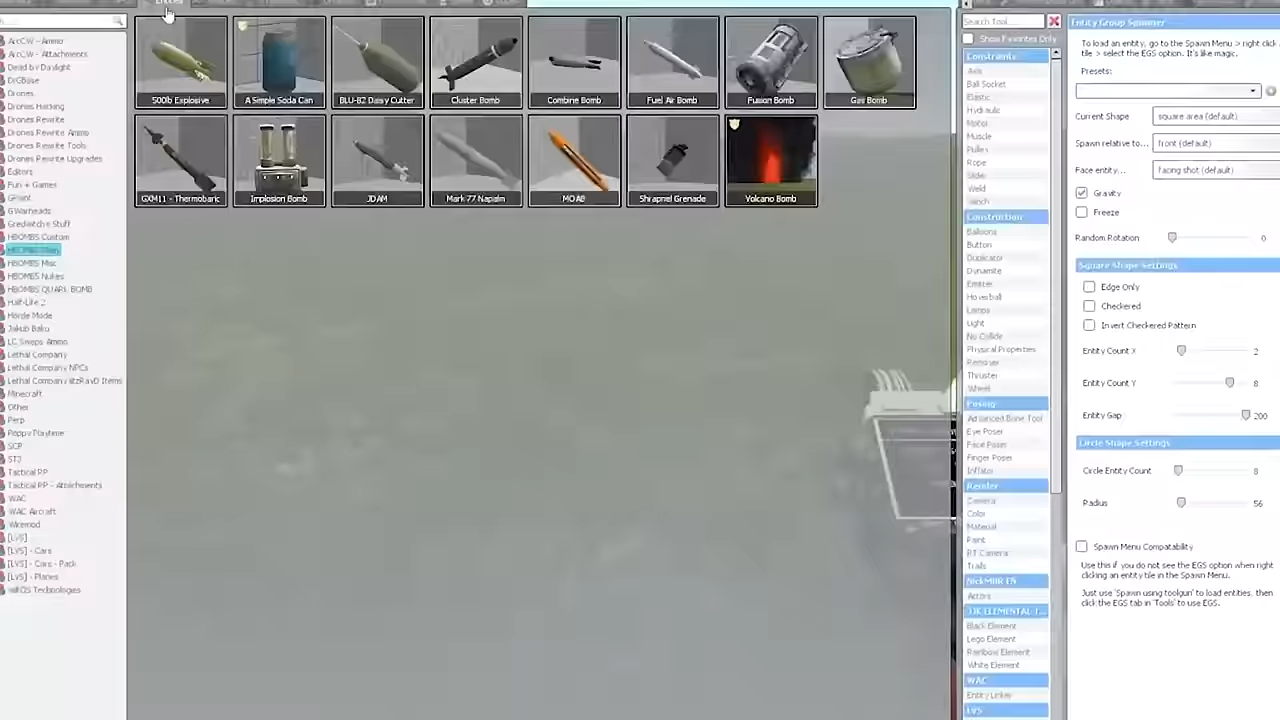 Entities
ArcCW - Ammo
ArcCW - Attachments
Dead by Daylight
DrGBase
Drones
Drones Hacking
Drones Rewrite
Drones Rewrite Ammo
Drones Rewrite Tools
Drones Rewrite Upgrades
Editors
Fun + Games
GWarheads
Gredwitch's Stuff
HBOMBS Custom
HBOMBS Misc
HBOMBS Nukes
HBOMBS QUARK BOMB
Half-Life 2
Horde Mode
Jakub Baku
LC Sweps Ammo
Lethal Company
Lethal Company NPCs
Minecraft
Other
Perp
Poppy Playtime
SCP
Tactical RP
Tactical RP - Attachments
WAC
WAC Aircraft
Wiremod
[LVS]
[LVS] - Cars
[LVS] - Cars - Pack
[LVS] - Planes
wiltOS Technologies
500lb Explosive
A Simple Soda Can
BLU-82 Daisy Cutter
Cluster Bomb
Combine Bomb
Fuel Air Bomb
Fusion Bomb
Gas Bomb
GXM11 - Thermobaric
Implosion Bomb
JDAM
Mark 77 Napalm
MOAB
Shrapnel Grenade
Volcano Bomb
Search Tool...
Show Favorites Only
Constraints
Axis
Ball Socket
Elastic
Hydraulic
Motor
Muscle
Pulley
Rope
Slider
Weld
Winch
Construction
Balloons
Button
Duplicator
Dynamite
Emitter
Hoverball
Lamps
Light
No Collide
Physical Properties
Remover
Thruster
Wheel
Posing
Advanced Bone Tool
Eye Poser
Face Poser
Finger Poser
Inflator
Render
Camera
Color
Material
Paint
RT Camera
Trails
Actors
Black Element
Lego Element
Rainbow Element
White Element
WAC
Entity Linker
LVS
Entity Group Spawner
To load an entity, go to the Spawn Menu > right click
tile > select the EGS option. It's like magic.
Presets:
Current Shape square area (default)
Spawn relative to... front (default)
Face entity... facing shot (default)
Gravity
Freeze
Random Rotation 0
Square Shape Settings
Edge Only
Checkered
Invert Checkered Pattern
Entity Count X 2
Entity Count Y 8
Entity Gap 200
Circle Shape Settings
Circle Entity Count 8
Radius 56
Spawn Menu Compatability
Use this if you do not see the EGS option when right
clicking an entity tile in the Spawn Menu.
Just use 'Spawn using toolgun' to load entities, then
click the EGS tab in 'Tools' to use EGS.